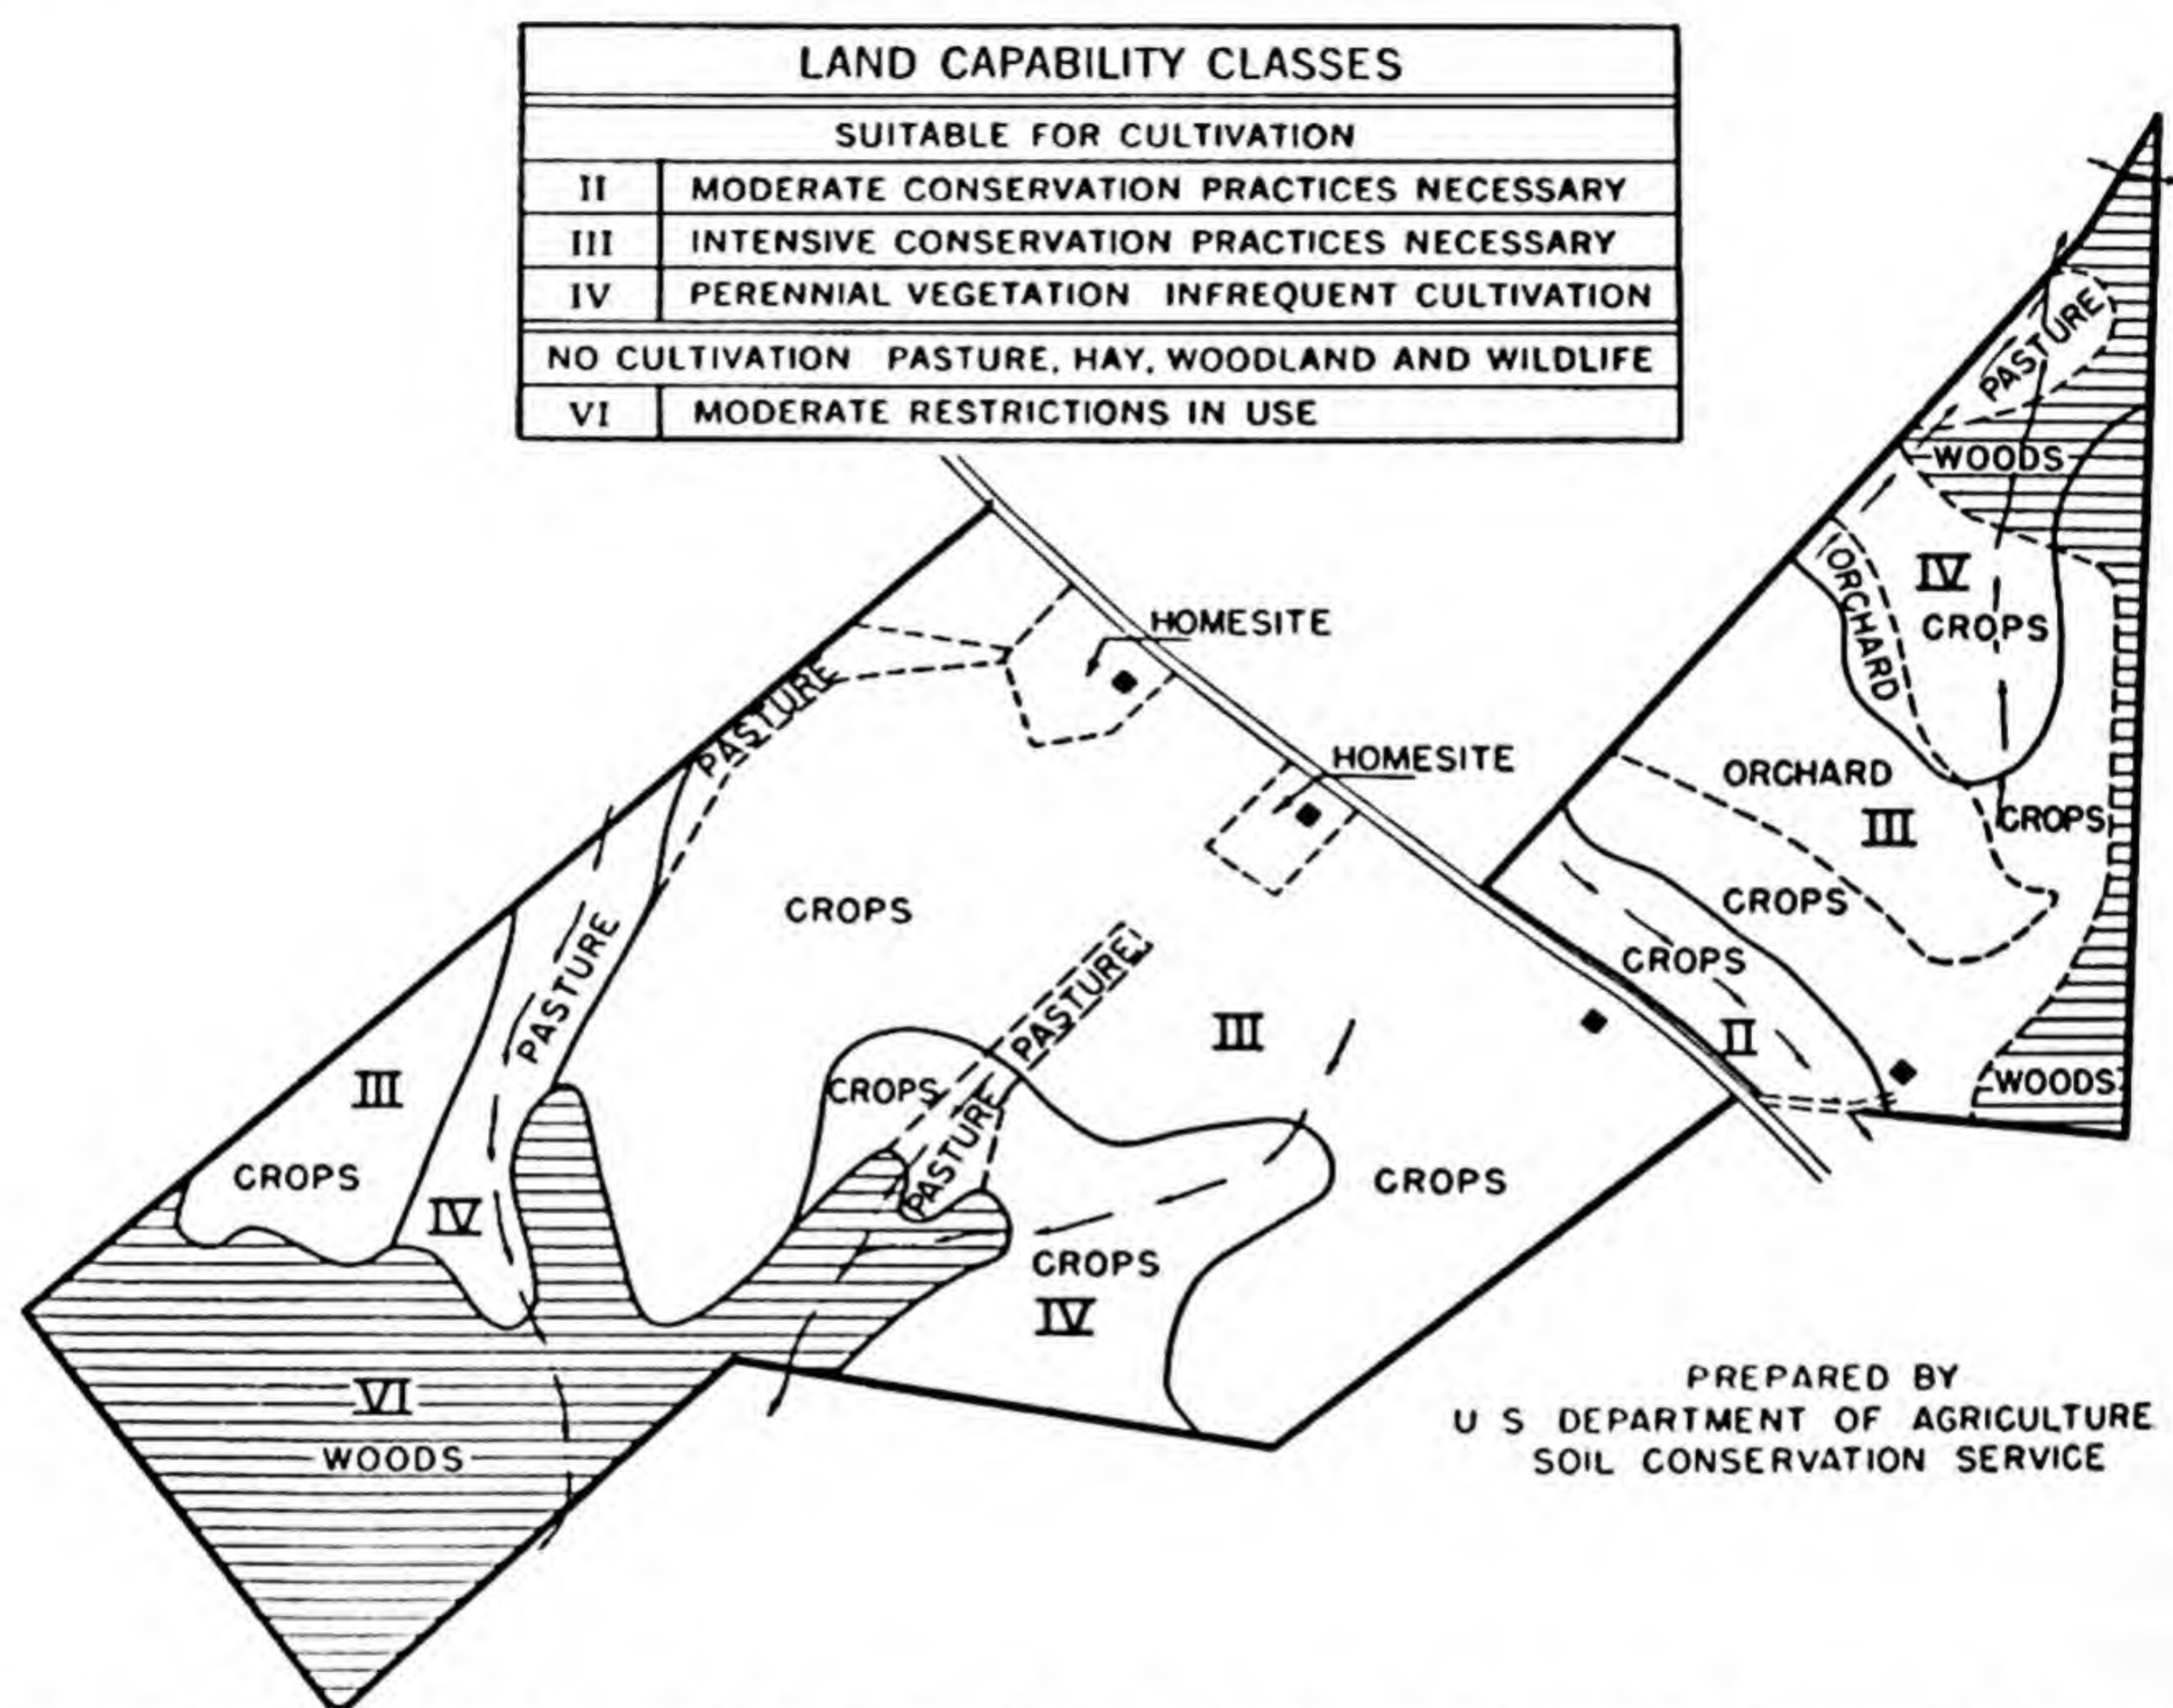 LAND CAPABILITY CLASSES
SUITABLE FOR CULTIVATION
II MODERATE CONSERVATION PRACTICES NECESSARY
III INTENSIVE CONSERVATION PRACTICES NECESSARY
IV PERENNIAL VEGETATION INFREQUENT CULTIVATION
NO CULTIVATION PASTURE, HAY, WOODLAND AND WILDLIFE
VI MODERATE RESTRICTIONS IN USE
PASTURE
WOODS
ORCHARD
IV
CROPS
HOMESITE
PASTURE
HOMESITE
ORCHARD
III
CROPS
CROPS
CROPS
II
WOODS
CROPS
PASTURE
PASTURE
III
III
CROPS
PASTURE
CROPS
IV
CROPS
CROPS
IV
VI
WOODS
PREPARED BY
U S DEPARTMENT OF AGRICULTURE
SOIL CONSERVATION SERVICE